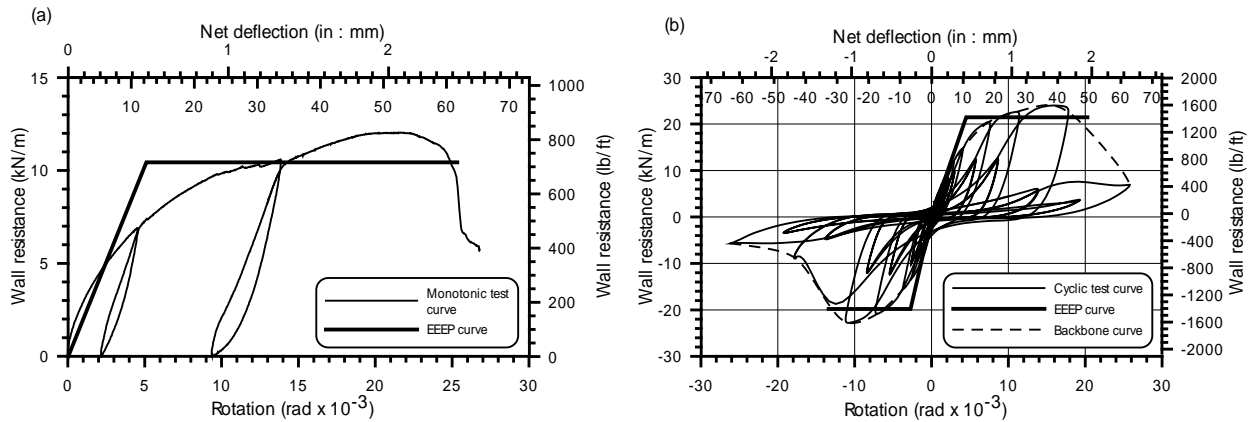 (a)
Net deflection (in : mm)
0 1 2
10 20 30 40 50 60 70
15
10
5
0
Wall resistance (kN/m)
1000
800
600
400
200
0
Wall resistance (lb/ft)
Monotonic test
curve
EEEP curve
0 5 10 15 20 25 30
Rotation (rad x 10-3)
(b)
Net deflection (in : mm)
-2 -1 0 1 2
-70 -60 -50 -40 -30 -20 -10 0 10 20 30 40 50 60 70
30
20
10
0
-10
-20
-30
Wall resistance (kN/m)
2000
1600
1200
800
400
0
-400
-800
-1200
-1600
-2000
Wall resistance (lb/ft)
Cyclic test curve
EEEP curve
Backbone curve
-30 -20 -10 0 10 20 30
Rotation (rad x 10-3)